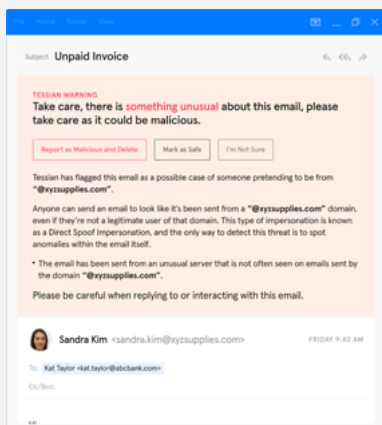 File Home Folder View
Subject Unpaid Invoice
TESSIAN WARNING
Take care, there is something unusual about this email, please
take care as it could be malicious.
Report as Malicious and Delete Mark as Safe I'm Not Sure
Tessian has flagged this email as a possible case of someone pretending to be from
"@xyzsupplies.com".
Anyone can send an email to look like it's been sent from a "@xyzsupplies.com" domain,
even if they're not a legitimate user of that domain. This type of impersonation is known
as a Direct Spoof Impersonation, and the only way to detect this threat is to spot
anomalies within the email itself.
• The email has been sent from an unusual server that is not often seen on emails sent by
the domain "@xyzsupplies.com".
Please be careful when replying to or interacting with this email.
Sandra Kim <sandra.kim@xyzsupplies.com> FRIDAY 9:40 AM
To: Kat Taylor <kat.taylor@abcbank.com>
Cc/Bcc: